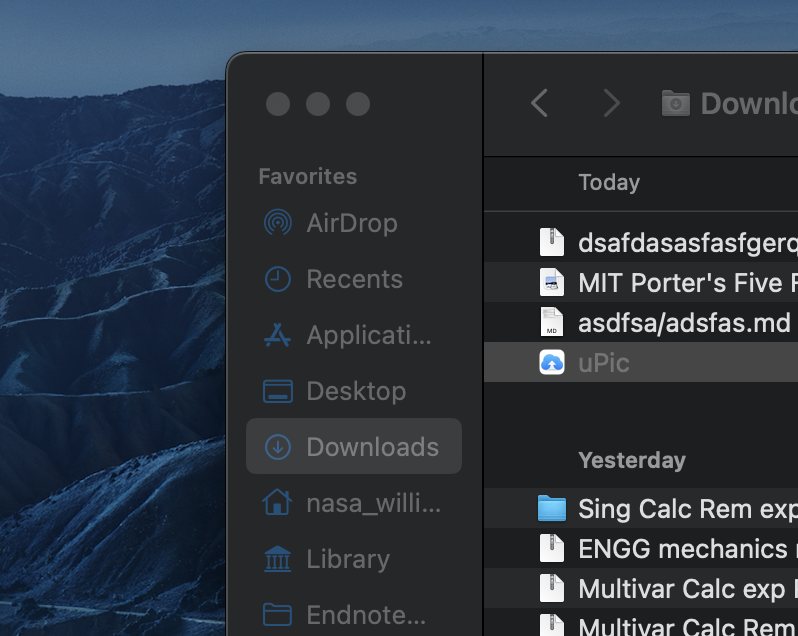 Downlo
Favorites
AirDrop
Recents
Applicati...
Desktop
Downloads
nasa_willi...
Library
Endnote...
Today
dsafdasasfasfgerq
MIT Porter's Five F
asdfsa/adsfas.md
MD
uPic
Yesterday
Sing Calc Rem exp
ENGG mechanics
Multivar Calc exp
Multivar Calc Rem